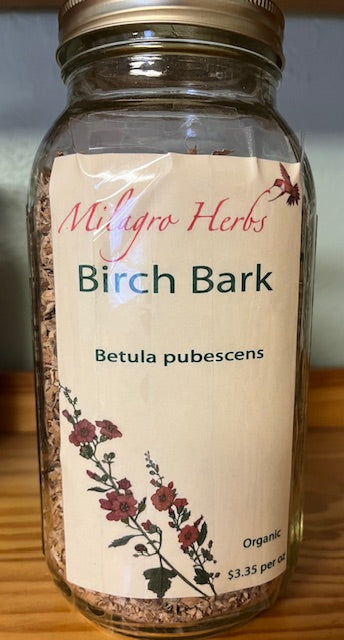 Milagro Herbs
Birch Bark
Betula pubescens
Organic
$3.35 per oz